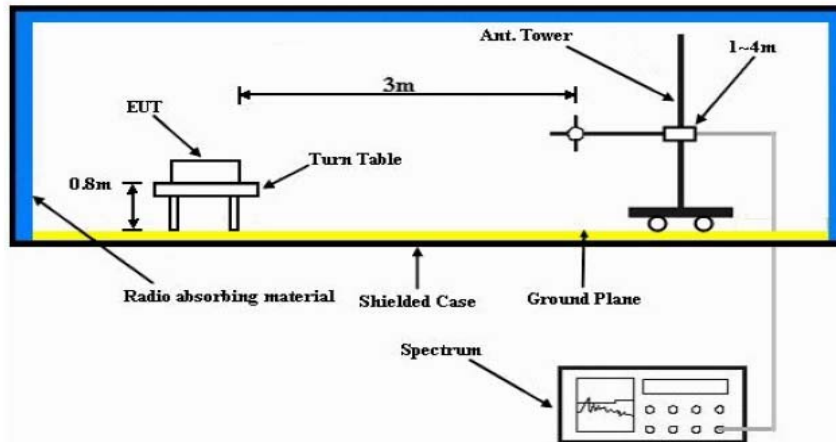 Ant. Tower
1~4m
3m
EUT
Turn Table
0.8m
Radio absorbing material
Shielded Case
Ground Plane
Spectrum